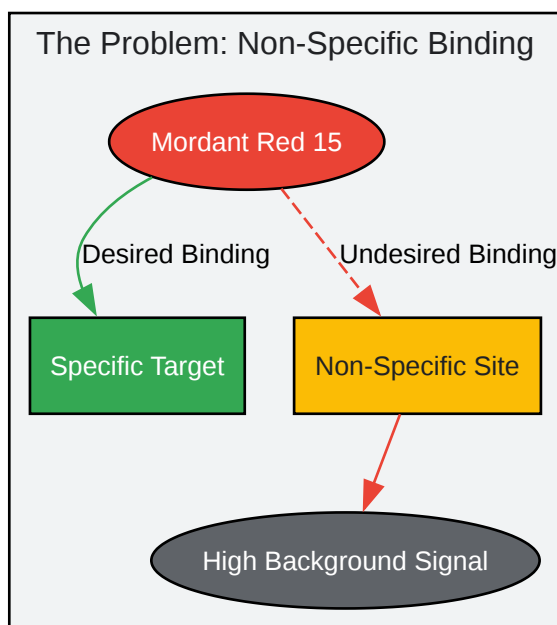 The Problem: Non-Specific Binding
Mordant Red 15
Desired Binding
Undesired Binding
Specific Target
Non-Specific Site
High Background Signal